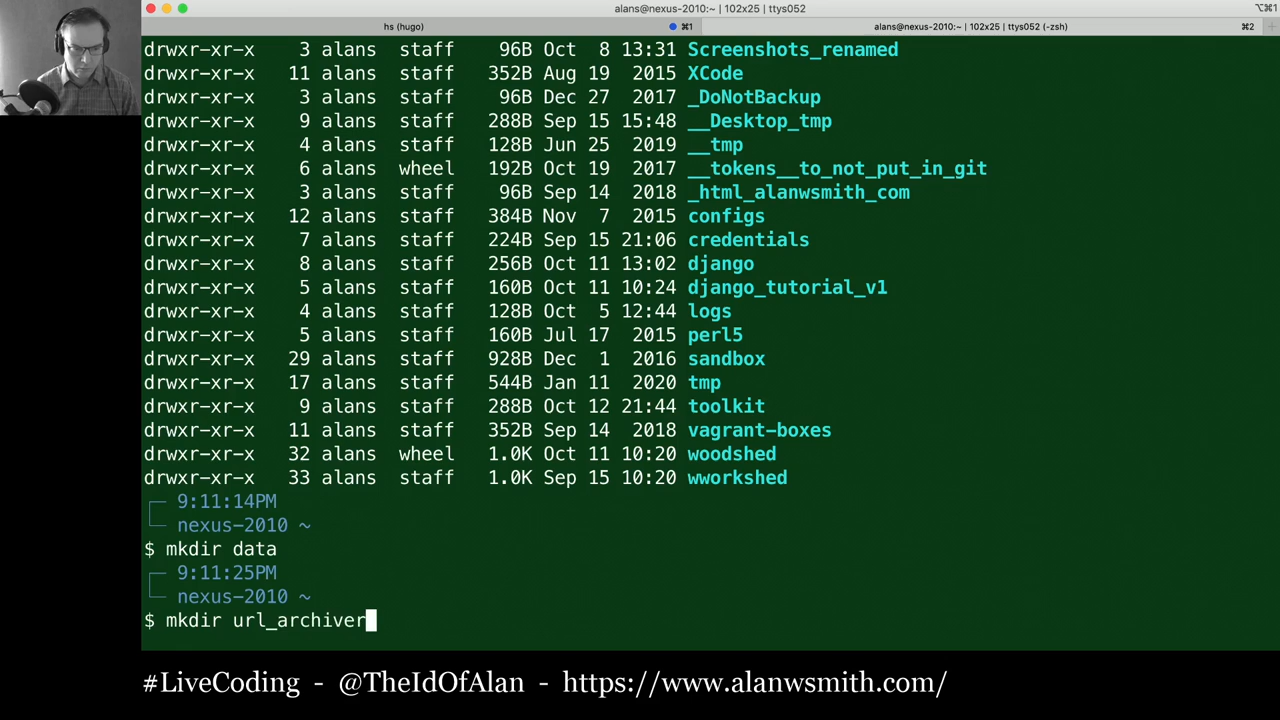 alans@nexus-2010:~ | 102x25 | ttys052
⌥⌘1
hs (hugo) ⌘1 alans@nexus-2010:~ | 102x25 | ttys052 (-zsh) ⌘2 +
drwxr-xr-x 3 alans staff 96B Oct 8 13:31 Screenshots_renamed
drwxr-xr-x 11 alans staff 352B Aug 19 2015 XCode
drwxr-xr-x 3 alans staff 96B Dec 27 2017 _DoNotBackup
drwxr-xr-x 9 alans staff 288B Sep 15 15:48 __Desktop_tmp
drwxr-xr-x 4 alans staff 128B Jun 25 2019 __tmp
drwxr-xr-x 6 alans wheel 192B Oct 19 2017 __tokens__to_not_put_in_git
drwxr-xr-x 3 alans staff 96B Sep 14 2018 _html_alanwsmith_com
drwxr-xr-x 12 alans staff 384B Nov 7 2015 configs
drwxr-xr-x 7 alans staff 224B Sep 15 21:06 credentials
drwxr-xr-x 8 alans staff 256B Oct 11 13:02 django
drwxr-xr-x 5 alans staff 160B Oct 11 10:24 django_tutorial_v1
drwxr-xr-x 4 alans staff 128B Oct 5 12:44 logs
drwxr-xr-x 5 alans staff 160B Jul 17 2015 perl5
drwxr-xr-x 29 alans staff 928B Dec 1 2016 sandbox
drwxr-xr-x 17 alans staff 544B Jan 11 2020 tmp
drwxr-xr-x 9 alans staff 288B Oct 12 21:44 toolkit
drwxr-xr-x 11 alans staff 352B Sep 14 2018 vagrant-boxes
drwxr-xr-x 32 alans wheel 1.0K Oct 11 10:20 woodshed
drwxr-xr-x 33 alans staff 1.0K Sep 15 10:20 wworkshed
9:11:14PM
nexus-2010 ~
$ mkdir data
9:11:25PM
nexus-2010 ~
$ mkdir url_archiver
#LiveCoding - @TheIdOfAlan - https://www.alanwsmith.com/